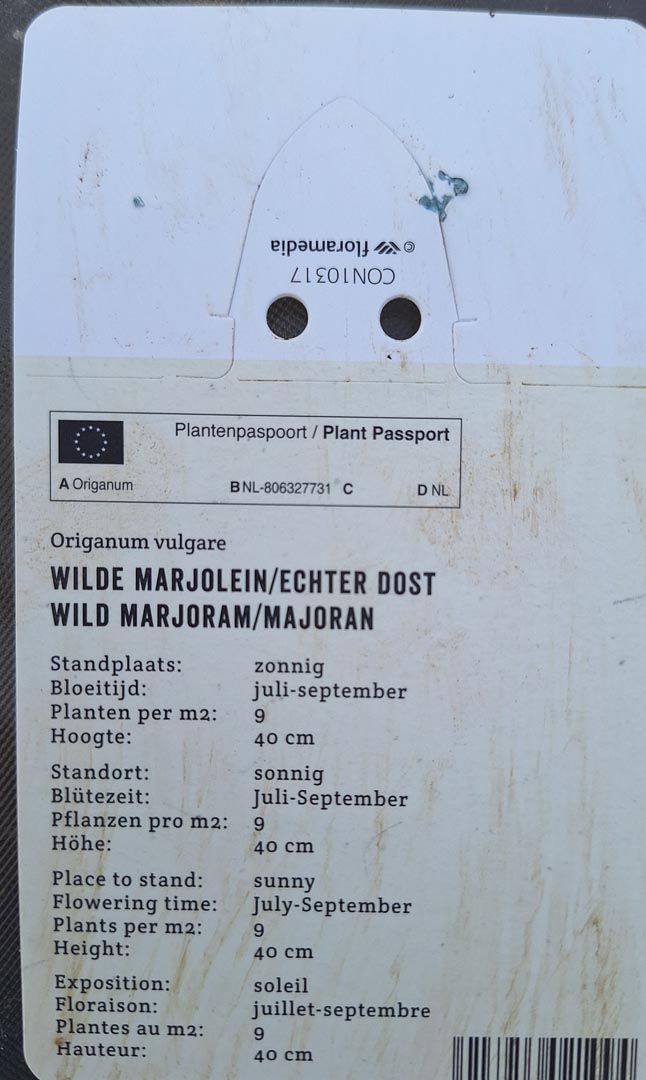 © floramedia
CON10317
Plantenpaspoort / Plant Passport
A Origanum B NL-806327731 C D NL
Origanum vulgare
WILDE MARJOLEIN/ECHTER DOST
WILD MARJORAM/MAJORAN
Standplaats: zonnig
Bloeitijd: juli-september
Planten per m2: 9
Hoogte: 40 cm
Standort: sonnig
Blütezeit: Juli-September
Pflanzen pro m2: 9
Höhe: 40 cm
Place to stand: sunny
Flowering time: July-September
Plants per m2: 9
Height: 40 cm
Exposition: soleil
Floraison: juillet-septembre
Plantes au m2: 9
Hauteur: 40 cm